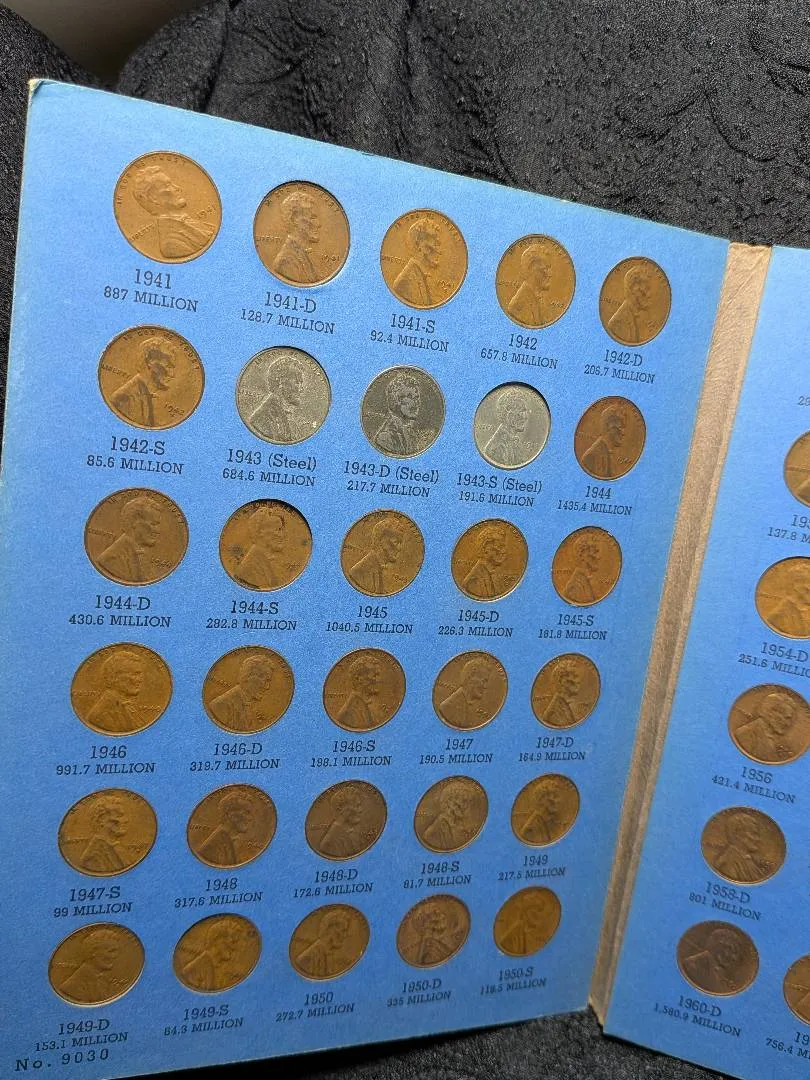 1941
887 MILLION
1941-D
128.7 MILLION
1941-S
92.4 MILLION
1942
657.8 MILLION
1942-D
206.7 MILLION
1942-S
85.6 MILLION
1943 (Steel)
684.6 MILLION
1943-D (Steel)
217.7 MILLION
1943-S (Steel)
191.6 MILLION
1944
1435.4 MILLION
1944-D
430.6 MILLION
1944-S
282.8 MILLION
1945
1040.5 MILLION
1945-D
226.3 MILLION
1945-S
181.8 MILLION
1946
991.7 MILLION
1946-D
319.7 MILLION
1946-S
198.1 MILLION
1947
190.5 MILLION
1947-D
194.9 MILLION
1947-S
99 MILLION
1948
317.6 MILLION
1948-D
172.6 MILLION
1948-S
81.7 MILLION
1949
217.5 MILLION
1949-D
153.1 MILLION
1949-S
64.3 MILLION
1950
272.7 MILLION
1950-D
335 MILLION
1950-S
118.5 MILLION
No. 9030
137.8 M
1954-D
251.6 MILLIO
1956
421.4 MILLION
1958-D
801 MILLION
1960-D
1,580.9 MILLION
756.4 M